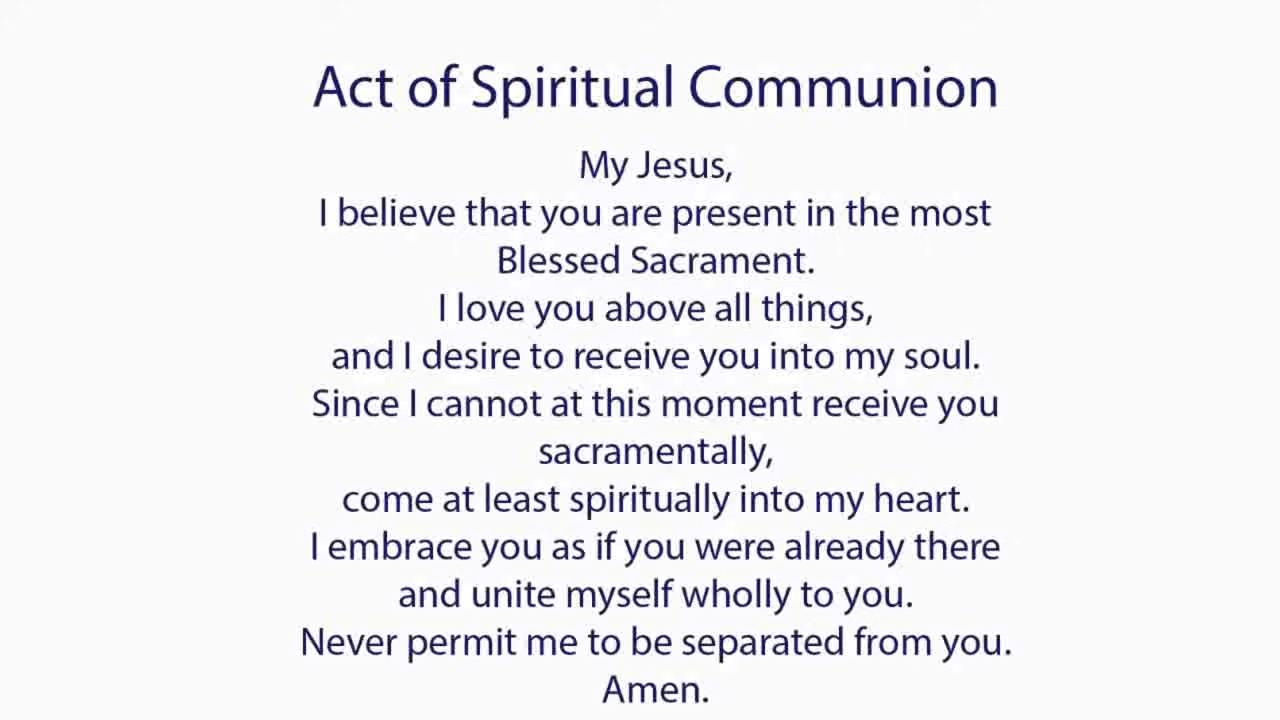 Act of Spiritual Communion
My Jesus,
I believe that you are present in the most
Blessed Sacrament.
I love you above all things,
and I desire to receive you into my soul.
Since I cannot at this moment receive you
sacramentally,
come at least spiritually into my heart.
I embrace you as if you were already there
and unite myself wholly to you.
Never permit me to be separated from you.
Amen.